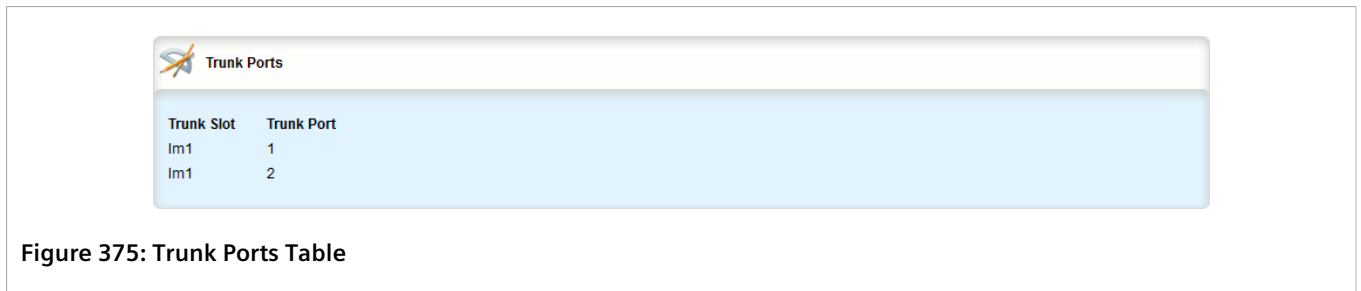 Trunk Ports
Trunk Slot Trunk Port
lm1 1
lm1 2
Figure 375: Trunk Ports Table